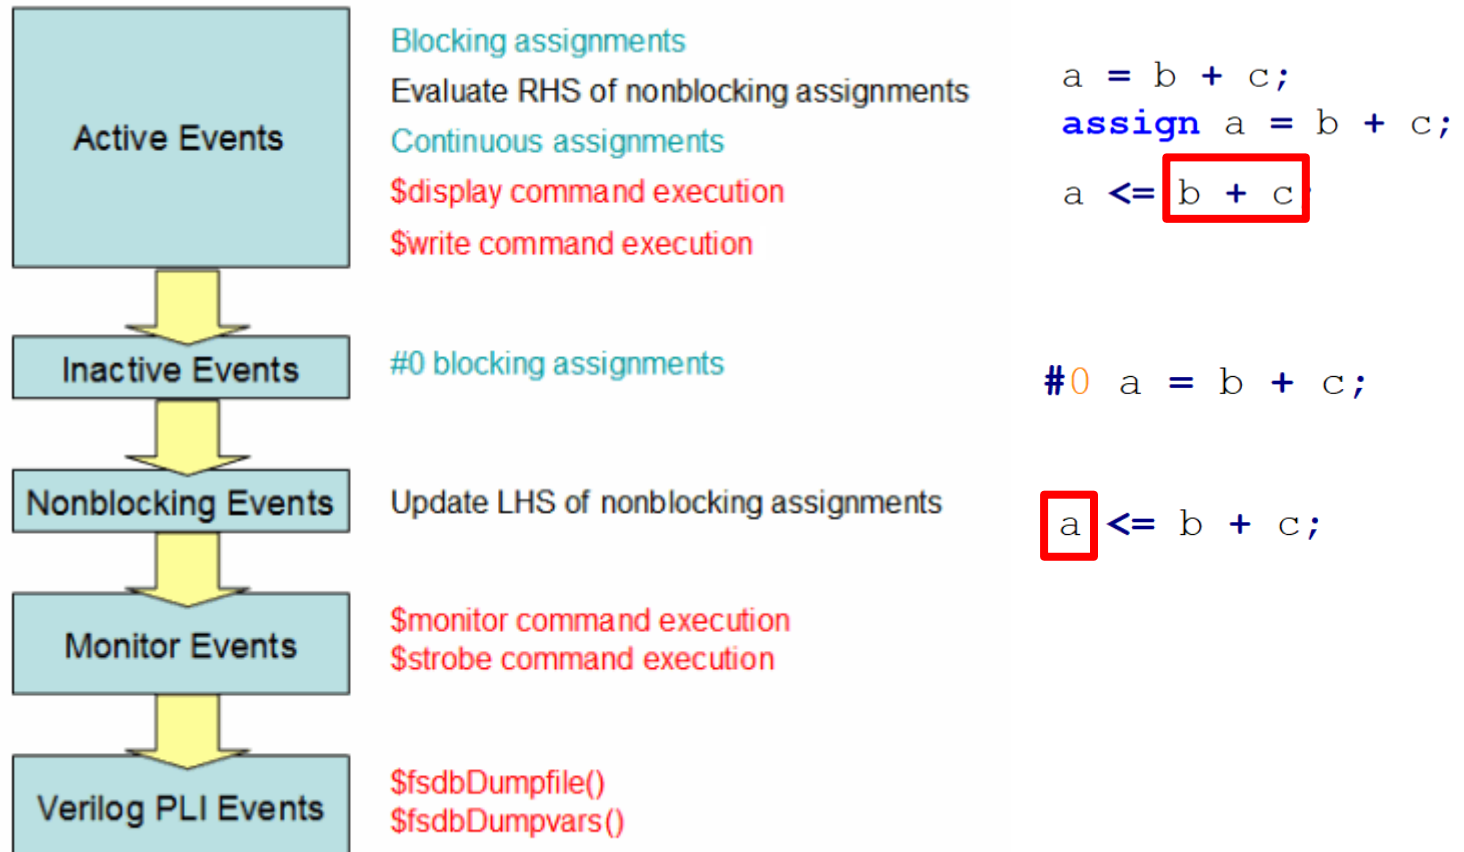 Active Events
Blocking assignments
Evaluate RHS of nonblocking assignments
Continuous assignments
$display command execution
$write command execution
a = b + c;
assign a = b + c;
a <= b + c;
Inactive Events
#0 blocking assignments
#0 a = b + c;
Nonblocking Events
Update LHS of nonblocking assignments
a <= b + c;
Monitor Events
$monitor command execution
$strobe command execution
Verilog PLI Events
$fsdbDumpfile()
$fsdbDumpvars()